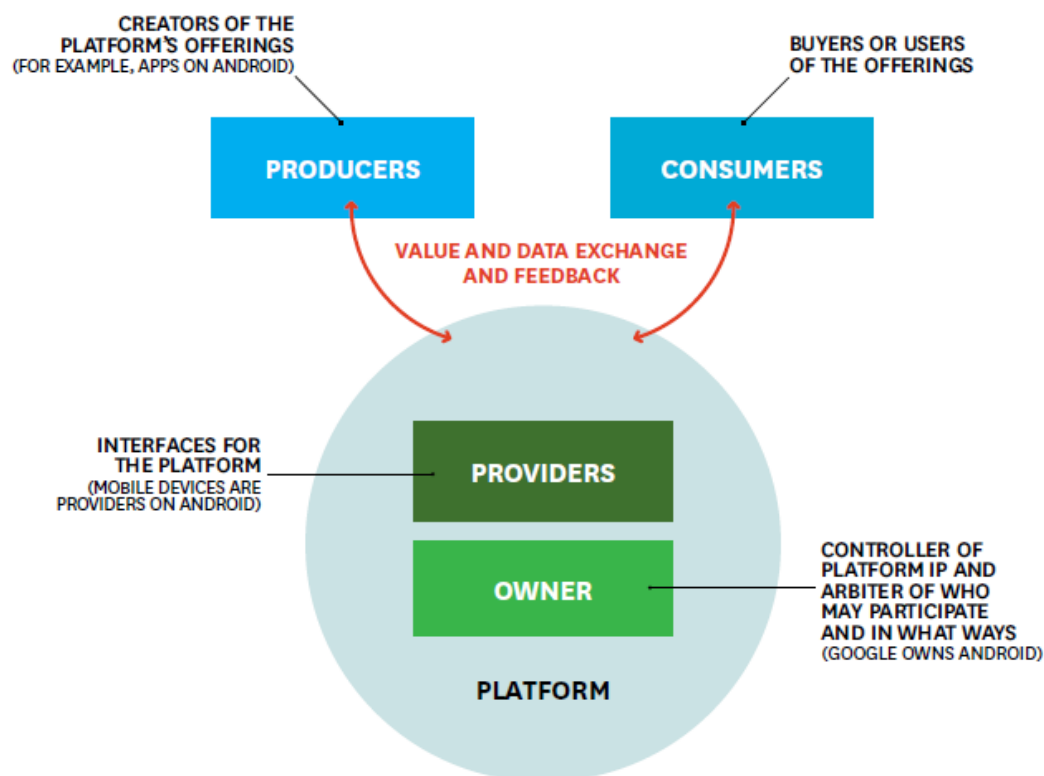 CREATORS OF THE
PLATFORM'S OFFERINGS
(FOR EXAMPLE, APPS ON ANDROID)
BUYERS OR USERS
OF THE OFFERINGS
PRODUCERS
CONSUMERS
VALUE AND DATA EXCHANGE
AND FEEDBACK
INTERFACES FOR
THE PLATFORM
(MOBILE DEVICES ARE
PROVIDERS ON ANDROID)
PROVIDERS
OWNER
CONTROLLER OF
PLATFORM IP AND
ARBITER OF WHO
MAY PARTICIPATE
AND IN WHAT WAYS
(GOOGLE OWNS ANDROID)
PLATFORM